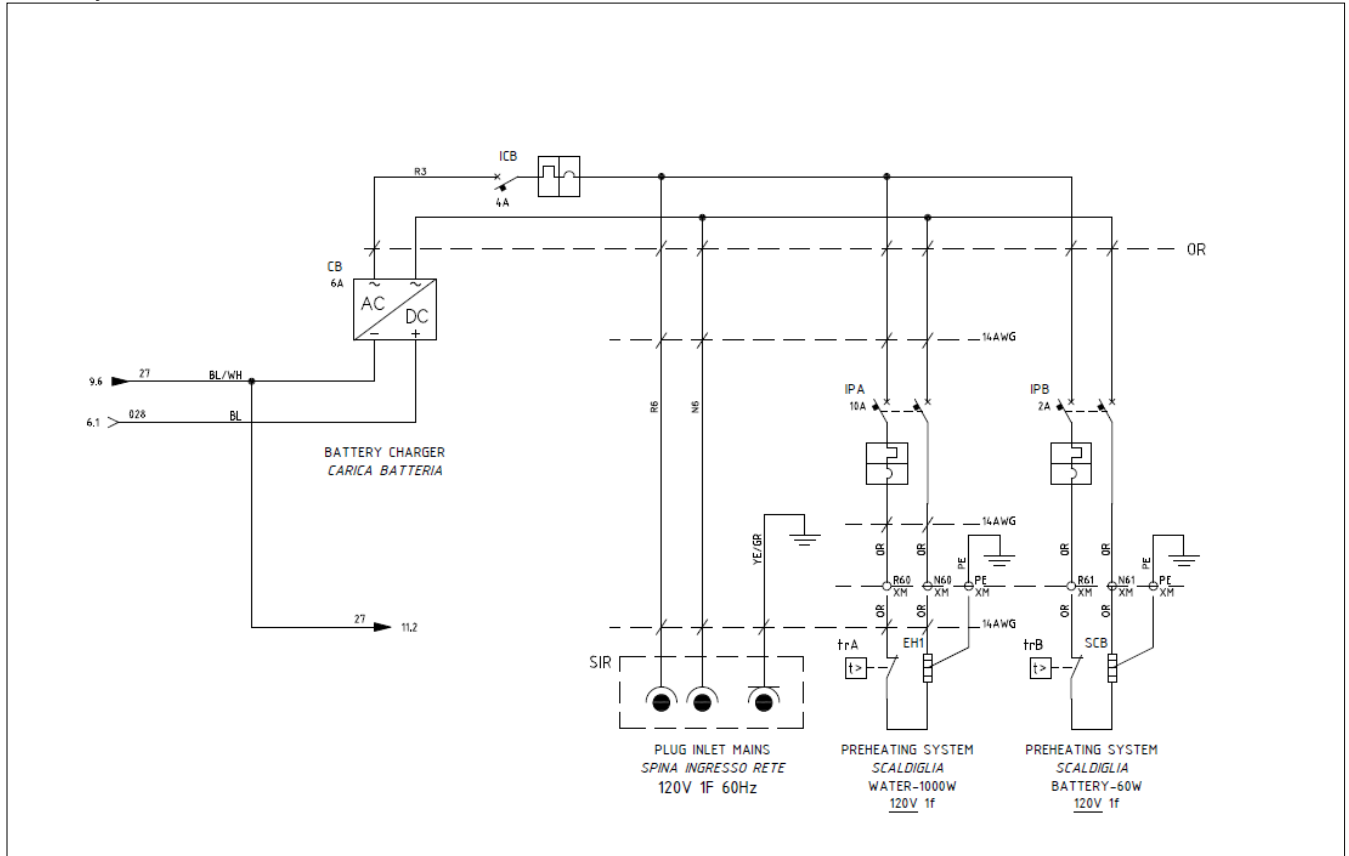 ICB
R3
4A
OR
CB
6A
AC
DC
~
~
-
+
14AWG
9.6
27
BL/WH
IPA
10A
IPB
2A
R6
N6
6.1
028
BL
BATTERY CHARGER
CARICA BATTERIA
14AWG
YE/GR
OR
OR
PE
OR
OR
PE
R60
XM
N60
XM
PE
XM
R61
XM
N61
XM
PE
XM
OR
OR
OR
OR
27
11.2
14AWG
trA
EH1
trB
SCB
SIR
t>
t>
PLUG INLET MAINS
SPINA INGRESSO RETE
120V 1F 60Hz
PREHEATING SYSTEM
SCALDIGLIA
WATER-1000W
120V 1f
PREHEATING SYSTEM
SCALDIGLIA
BATTERY-60W
120V 1f